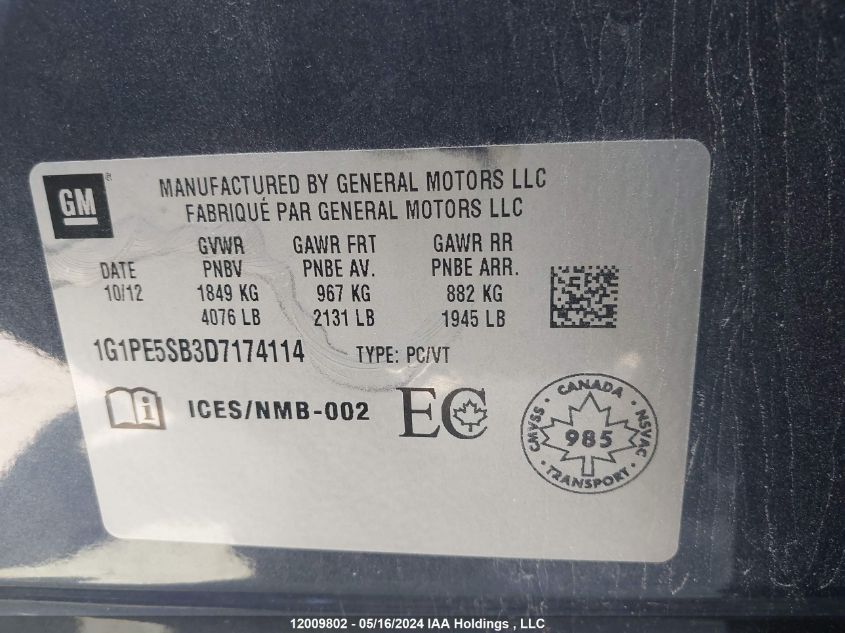 GM
MANUFACTURED BY GENERAL MOTORS LLC
FABRIQUÉ PAR GENERAL MOTORS LLC
DATE
10/12
GVWR
PNBV
1849 KG
4076 LB
GAWR FRT
PNBE AV.
967 KG
2131 LB
GAWR RR
PNBE ARR.
882 KG
1945 LB
1G1PE5SB3D7174114 TYPE: PC/VT
i ICES/NMB-002 EC
CANADA
CMVSS 985 NSVAC
TRANSPORT
12009802 - 05/16/2024 IAA Holdings , LLC